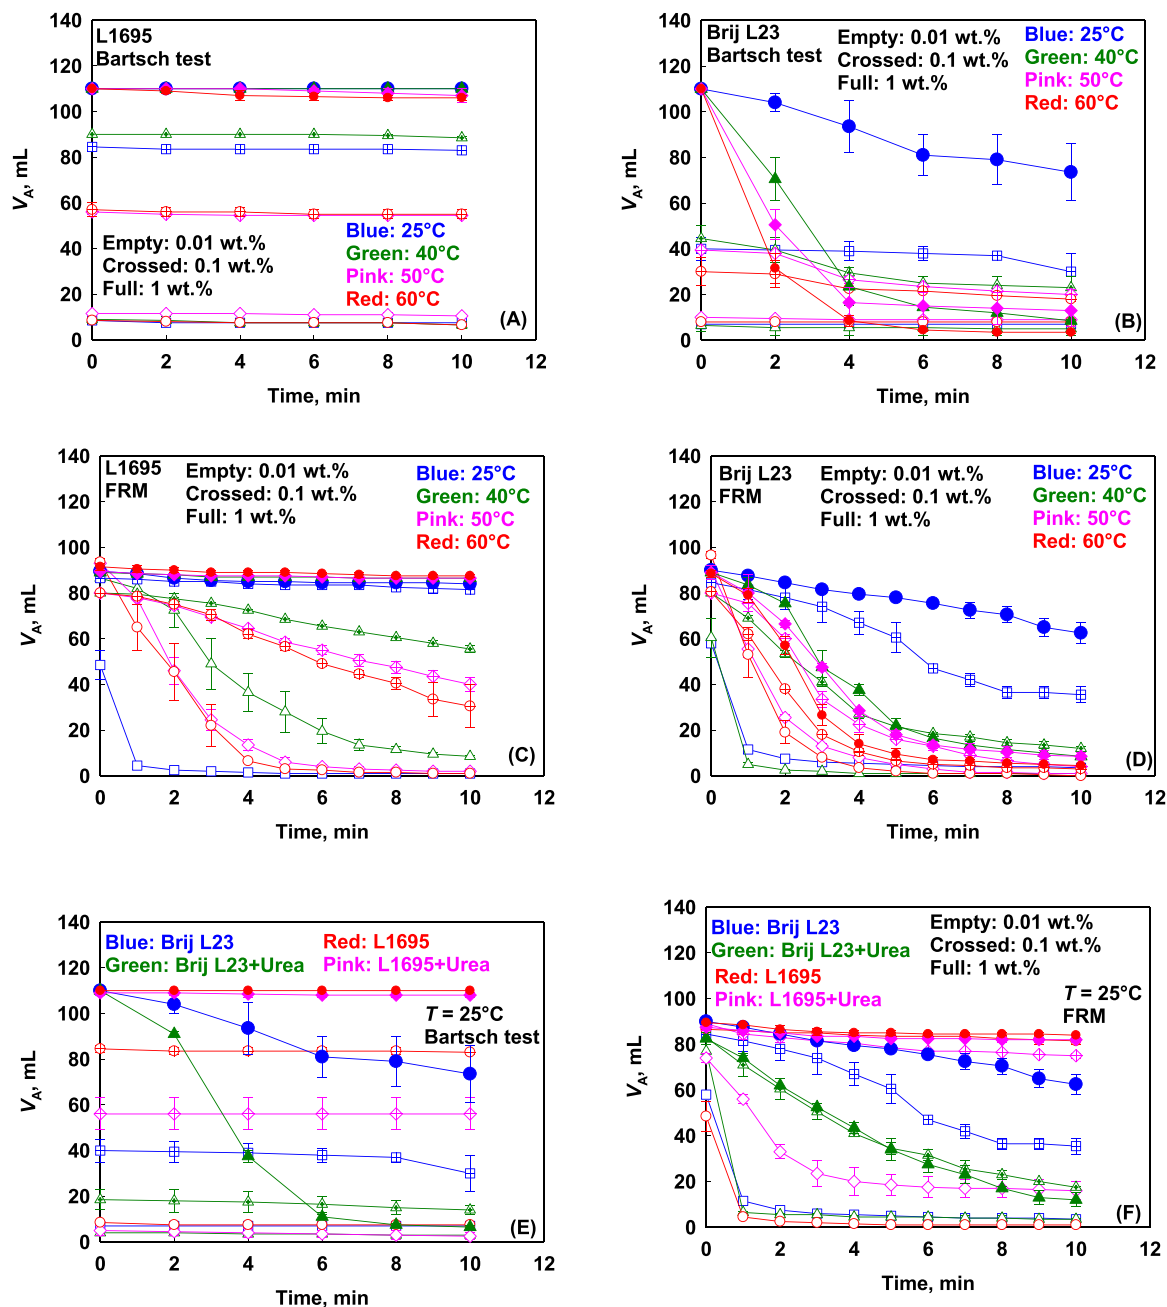 L1695
Bartsch test
Empty: 0.01 wt.%
Crossed: 0.1 wt.%
Full: 1 wt.%
Blue: 25°C
Green: 40°C
Pink: 50°C
Red: 60°C
(A)
V_A, mL
140
120
100
80
60
40
20
0
0 2 4 6 8 10 12
Time, min
Brij L23
Bartsch test
Empty: 0.01 wt.%
Crossed: 0.1 wt.%
Full: 1 wt.%
Blue: 25°C
Green: 40°C
Pink: 50°C
Red: 60°C
(B)
V_A, mL
140
120
100
80
60
40
20
0
0 2 4 6 8 10 12
Time, min
L1695
FRM
Empty: 0.01 wt.%
Crossed: 0.1 wt.%
Full: 1 wt.%
Blue: 25°C
Green: 40°C
Pink: 50°C
Red: 60°C
(C)
V_A, mL
140
120
100
80
60
40
20
0
0 2 4 6 8 10 12
Time, min
Brij L23
FRM
Empty: 0.01 wt.%
Crossed: 0.1 wt.%
Full: 1 wt.%
Blue: 25°C
Green: 40°C
Pink: 50°C
Red: 60°C
(D)
V_A, mL
140
120
100
80
60
40
20
0
0 2 4 6 8 10 12
Time, min
Blue: Brij L23
Green: Brij L23+Urea
Red: L1695
Pink: L1695+Urea
T = 25°C
Bartsch test
(E)
V_A, mL
140
120
100
80
60
40
20
0
0 2 4 6 8 10 12
Time, min
Blue: Brij L23
Green: Brij L23+Urea
Red: L1695
Pink: L1695+Urea
Empty: 0.01 wt.%
Crossed: 0.1 wt.%
Full: 1 wt.%
T = 25°C
FRM
(F)
V_A, mL
140
120
100
80
60
40
20
0
0 2 4 6 8 10 12
Time, min